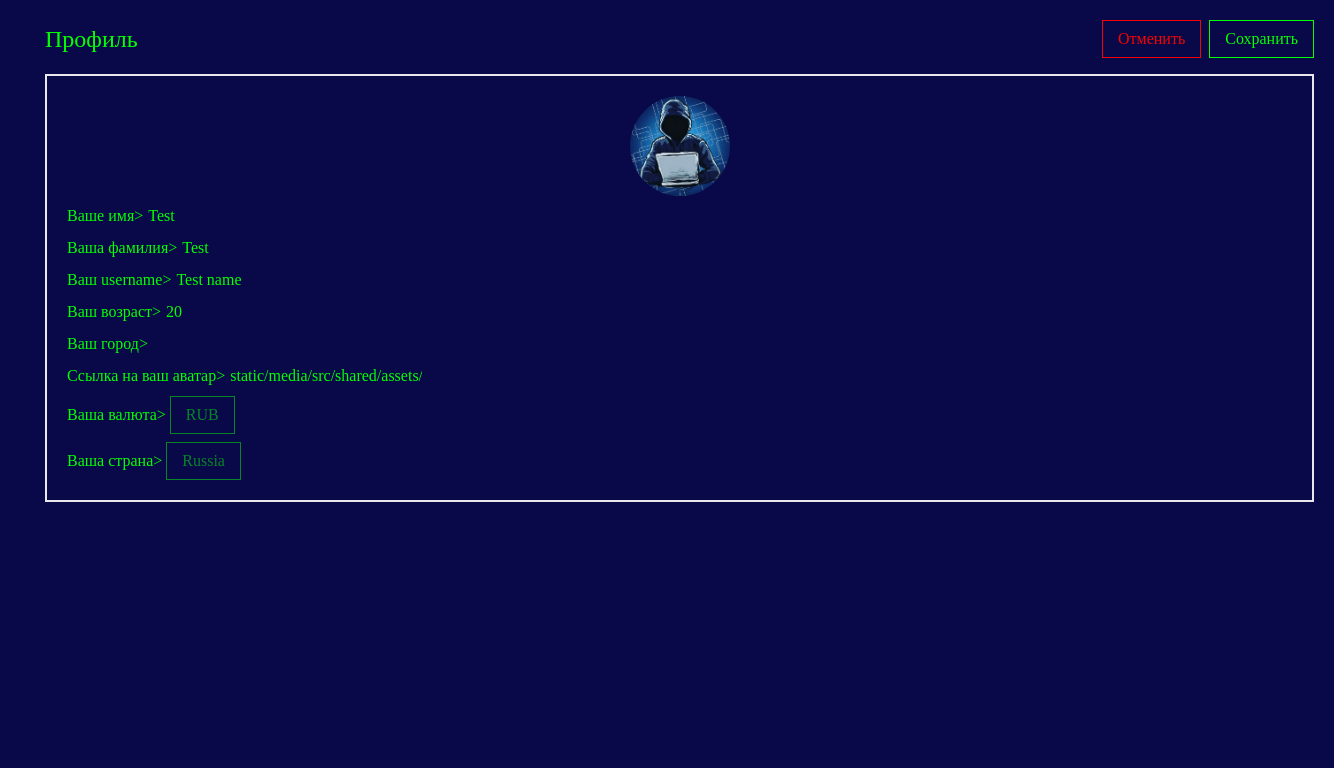 Профиль
Отменить
Сохранить
Ваше имя> Test
Ваша фамилия> Test
Ваш username> Test name
Ваш возраст> 20
Ваш город>
Ссылка на ваш аватар> static/media/src/shared/assets/
Ваша валюта> RUB
Ваша страна> Russia